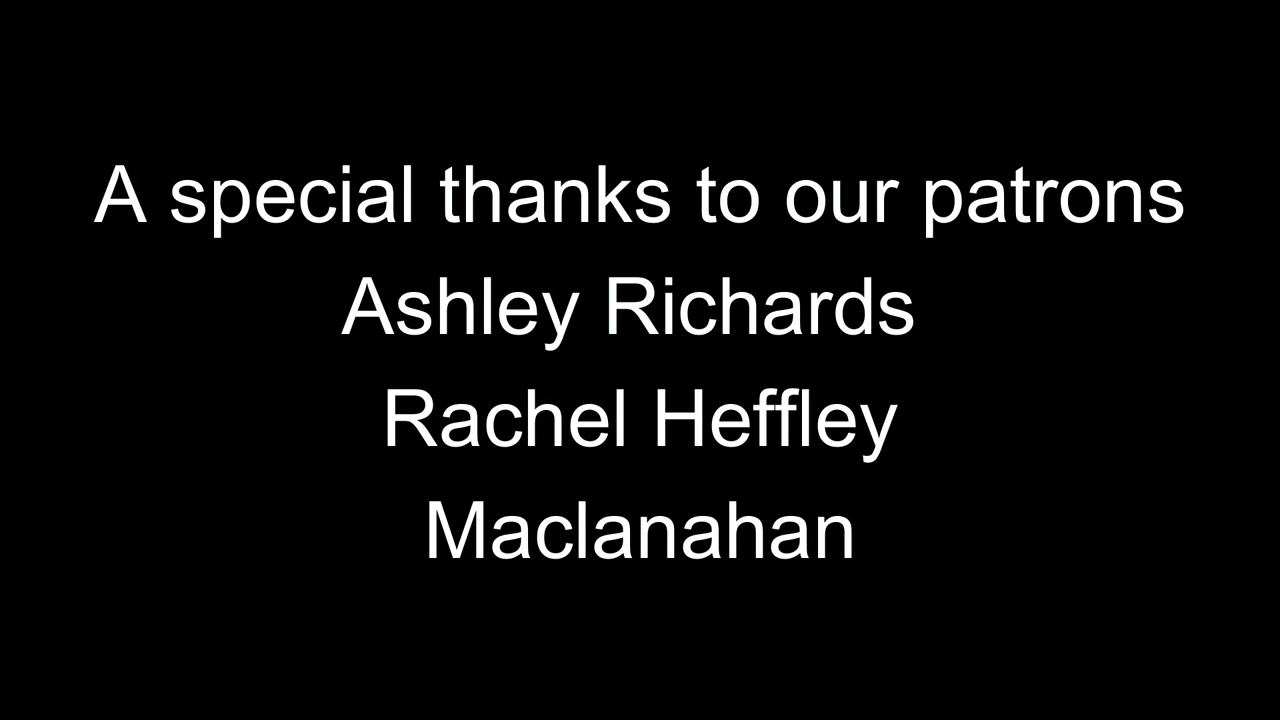 A special thanks to our patrons
Ashley Richards
Rachel Heffley
Maclanahan